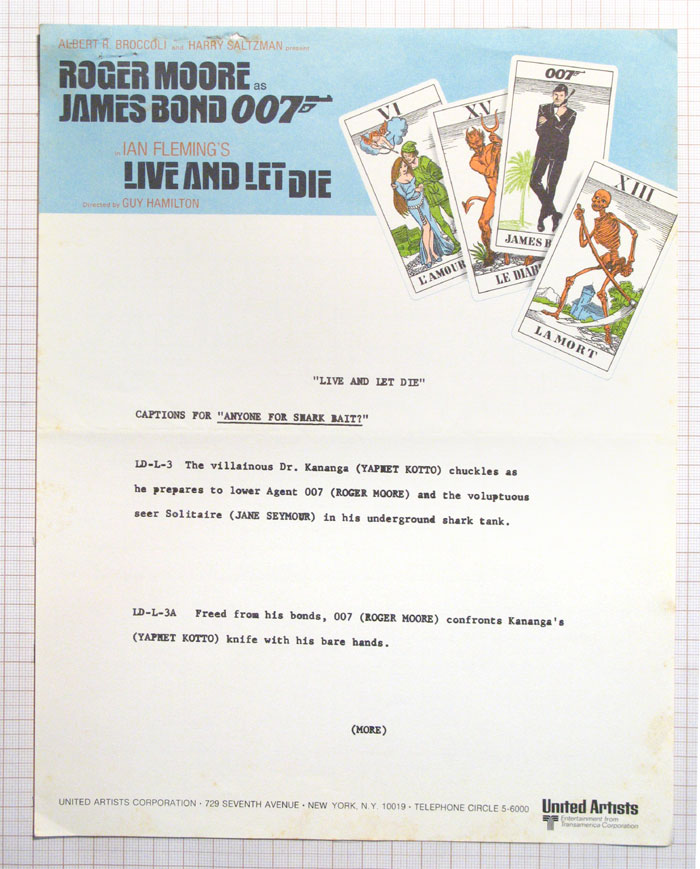 ALBERT R. BROCCOLI and HARRY SALTZMAN present
ROGER MOORE as
JAMES BOND 007
in IAN FLEMING'S
LIVE AND LET DIE
Directed by GUY HAMILTON
VI
L'AMOUR
XV
LE DIAB
007
JAMES B
XIII
LA MORT
"LIVE AND LET DIE"
CAPTIONS FOR "ANYONE FOR SHARK BAIT?"
LD-L-3 The villainous Dr. Kananga (YAPHET KOTTO) chuckles as
he prepares to lower Agent 007 (ROGER MOORE) and the voluptuous
seer Solitaire (JANE SEYMOUR) in his underground shark tank.
LD-L-3A Freed from his bonds, 007 (ROGER MOORE) confronts Kananga's
(YAPHET KOTTO) knife with his bare hands.
(MORE)
UNITED ARTISTS CORPORATION · 729 SEVENTH AVENUE · NEW YORK, N.Y. 10019 · TELEPHONE CIRCLE 5-6000
United Artists
Entertainment from
Transamerica Corporation